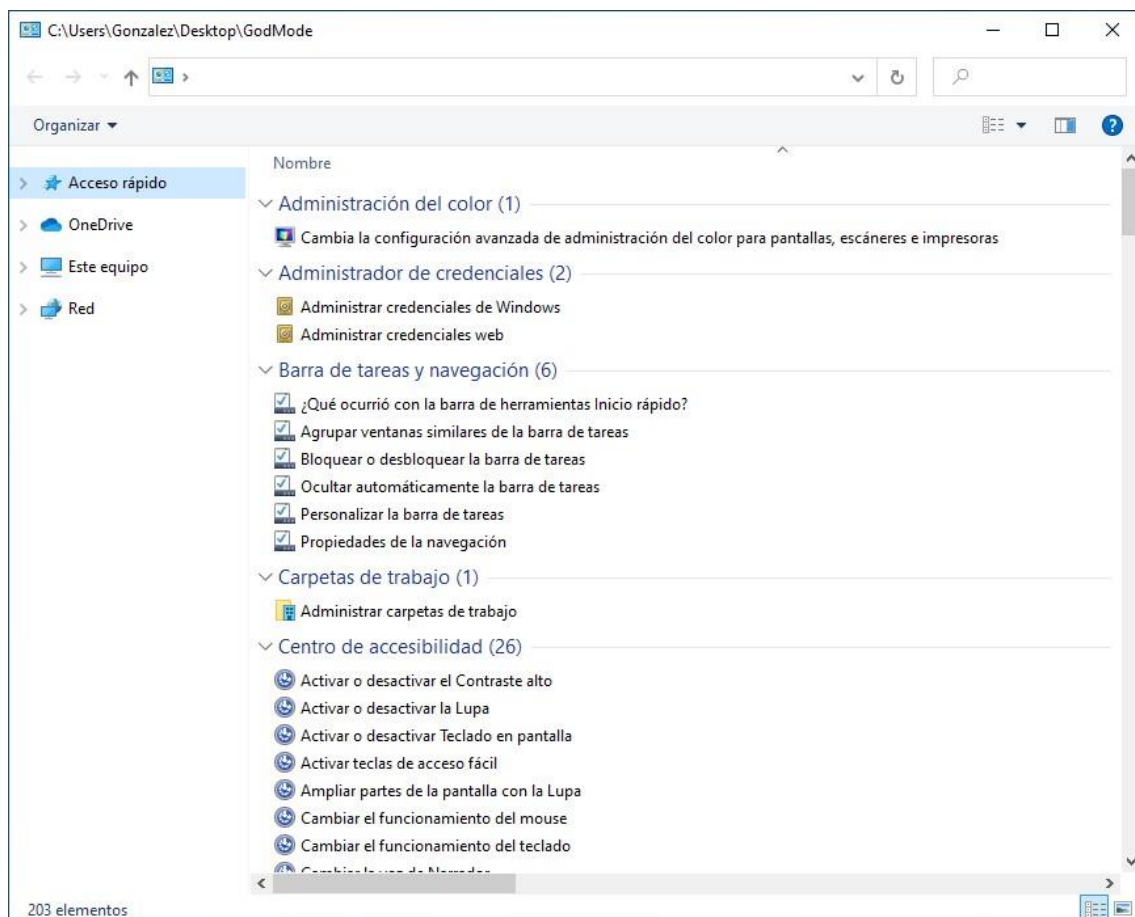 C:\Users\Gonzalez\Desktop\GodMode
Organizar
Acceso rápido
OneDrive
Este equipo
Red
Nombre
Administración del color (1)
Cambia la configuración avanzada de administración del color para pantallas, escáneres e impresoras
Administrador de credenciales (2)
Administrar credenciales de Windows
Administrar credenciales web
Barra de tareas y navegación (6)
¿Qué ocurrió con la barra de herramientas Inicio rápido?
Agrupar ventanas similares de la barra de tareas
Bloquear o desbloquear la barra de tareas
Ocultar automáticamente la barra de tareas
Personalizar la barra de tareas
Propiedades de la navegación
Carpetas de trabajo (1)
Administrar carpetas de trabajo
Centro de accesibilidad (26)
Activar o desactivar el Contraste alto
Activar o desactivar la Lupa
Activar o desactivar Teclado en pantalla
Activar teclas de acceso fácil
Ampliar partes de la pantalla con la Lupa
Cambiar el funcionamiento del mouse
Cambiar el funcionamiento del teclado
Cambiar la voz de Narrador
203 elementos